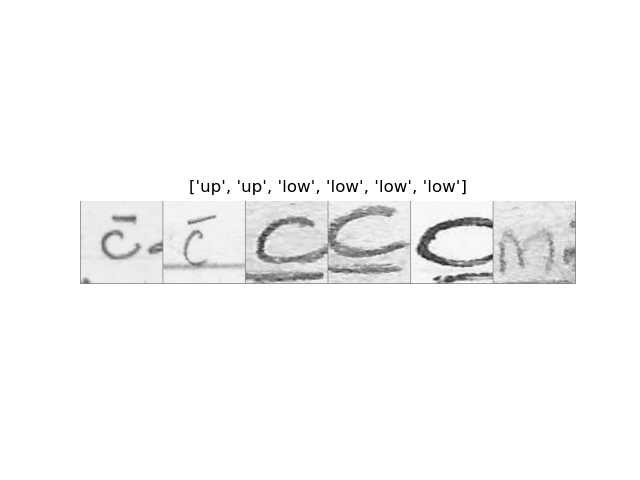 ['up', 'up', 'low', 'low', 'low', 'low']
c̄ c̄ C̲ C̲ C̲ m